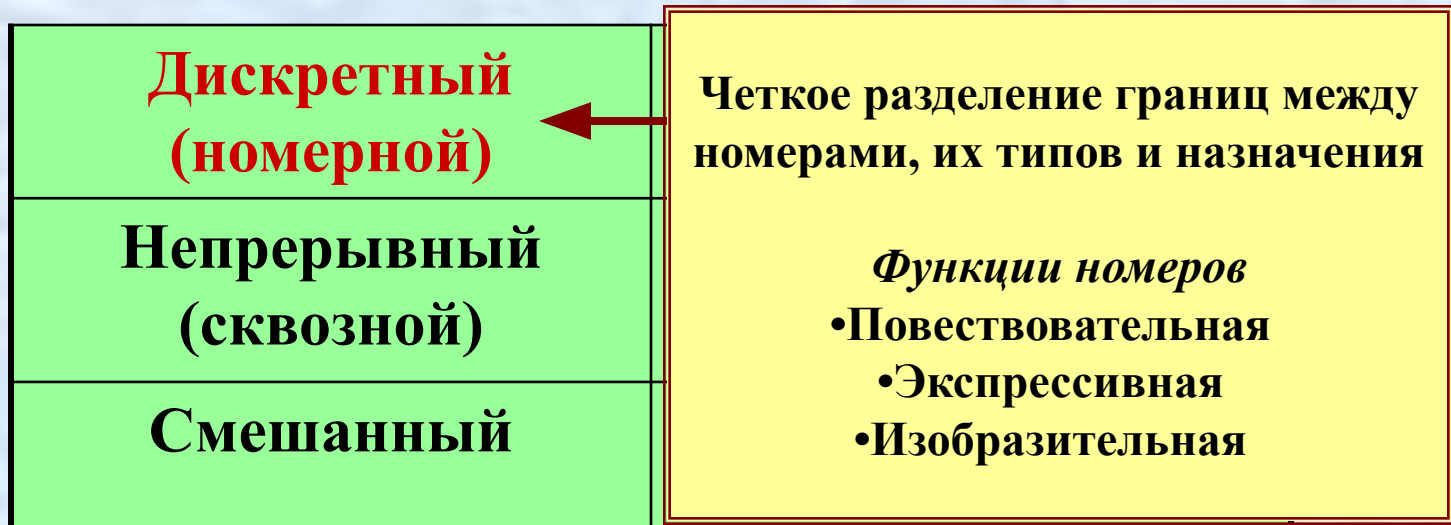 Дискретный
(номерной)
Непрерывный
(сквозной)
Смешанный
Четкое разделение границ между
номерами, их типов и назначения
Функции номеров
•Повествовательная
•Экспрессивная
•Изобразительная